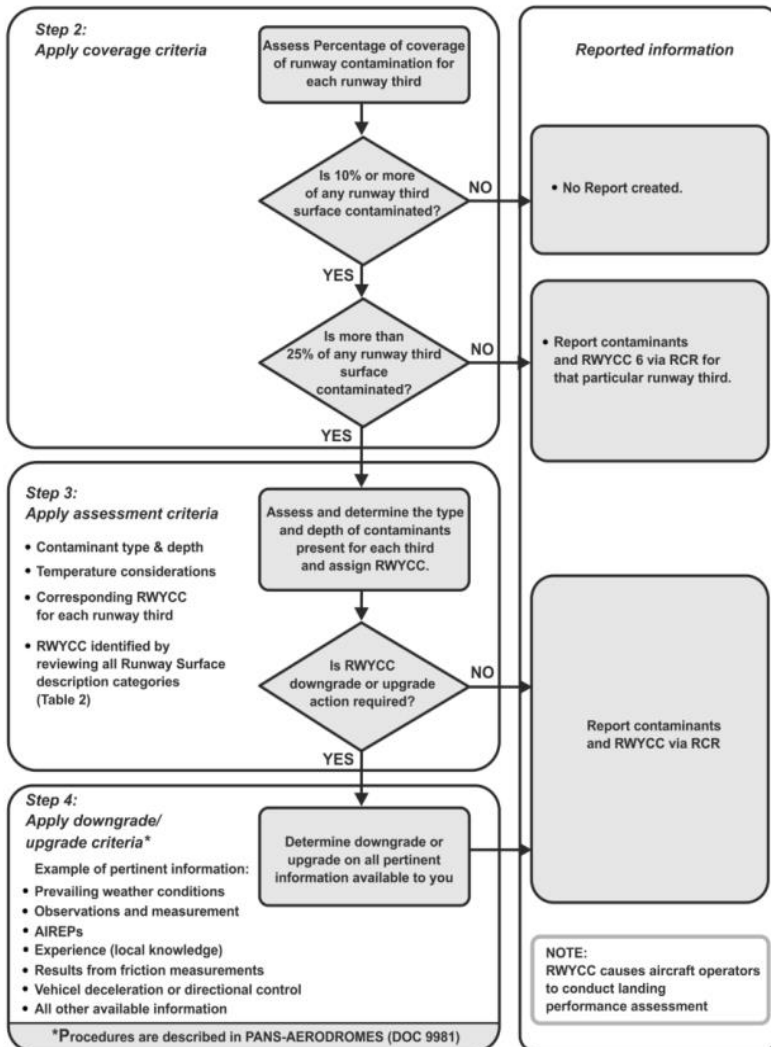 Step 2:
Apply coverage criteria
Assess Percentage of coverage
of runway contamination for
each runway third
Reported information
Is 10% or more
of any runway third
surface contaminated?
NO
• No Report created.
YES
Is more than
25% of any runway third
surface
contaminated?
NO
• Report contaminants
and RWYCC 6 via RCR for
that particular runway third.
YES
Step 3:
Apply assessment criteria
• Contaminant type & depth
• Temperature considerations
• Corresponding RWYCC
for each runway third
• RWYCC identified by
reviewing all Runway Surface
description categories
(Table 2)
Assess and determine the type
and depth of contaminants
present for each third
and assign RWYCC.
Is RWYCC
downgrade or upgrade
action required?
NO
Report contaminants
and RWYCC via RCR
YES
Step 4:
Apply downgrade/
upgrade criteria*
Example of pertinent information:
• Prevailing weather conditions
• Observations and measurement
• AIREPs
• Experience (local knowledge)
• Results from friction measurements
• Vehicel deceleration or directional control
• All other available information
Determine downgrade or
upgrade on all pertinent
information available to you
NOTE:
RWYCC causes aircraft operators
to conduct landing
performance assessment
*Procedures are described in PANS-AERODROMES (DOC 9981)